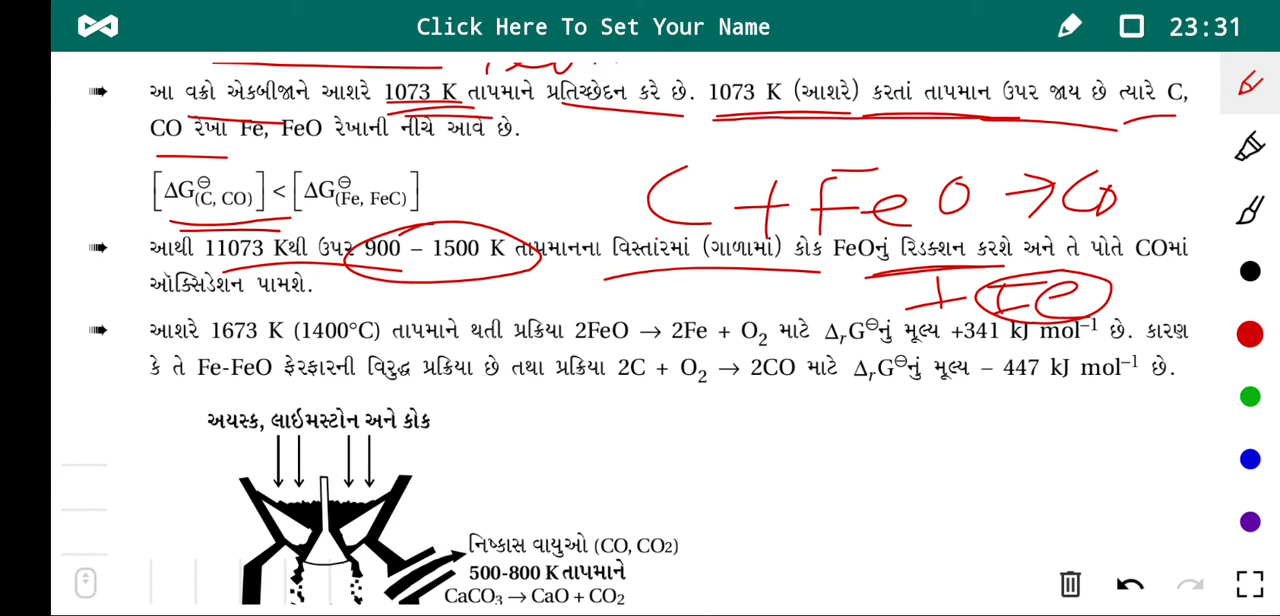 Click Here To Set Your Name
23:31
આ વક્રો એકબીજાને આશરે 1073 K તાપમાને પ્રતિચ્છેદન કરે છે. 1073 K (આશરે) કરતાં તાપમાન ઉપર જાય છે ત્યારે C,
CO રેખા Fe, FeO રેખાની નીચે આવે છે.
[ΔG⊖(C, CO)] < [ΔG⊖(Fe, FeC)]
C + FeO → CO
આથી 11073 Kથી ઉપર 900 – 1500 K તાપમાનના વિસ્તારમાં (ગાળામાં) કોક FeOનું રિડક્શન કરશે અને તે પોતે COમાં
ઑક્સિડેશન પામશે.
+ Fe
આશરે 1673 K (1400°C) તાપમાને થતી પ્રક્રિયા 2FeO → 2Fe + O₂ માટે ΔᵣG⊖નું મૂલ્ય +341 kJ mol⁻¹ છે. કારણ
કે તે Fe-FeO ફેરફારની વિરુદ્ધ પ્રક્રિયા છે તથા પ્રક્રિયા 2C + O₂ → 2CO માટે ΔᵣG⊖નું મૂલ્ય – 447 kJ mol⁻¹ છે.
અયસ્ક, લાઇમસ્ટોન અને કોક
નિષ્કાસ વાયુઓ (CO, CO₂)
500-800 K તાપમાને
CaCO₃ → CaO + CO₂